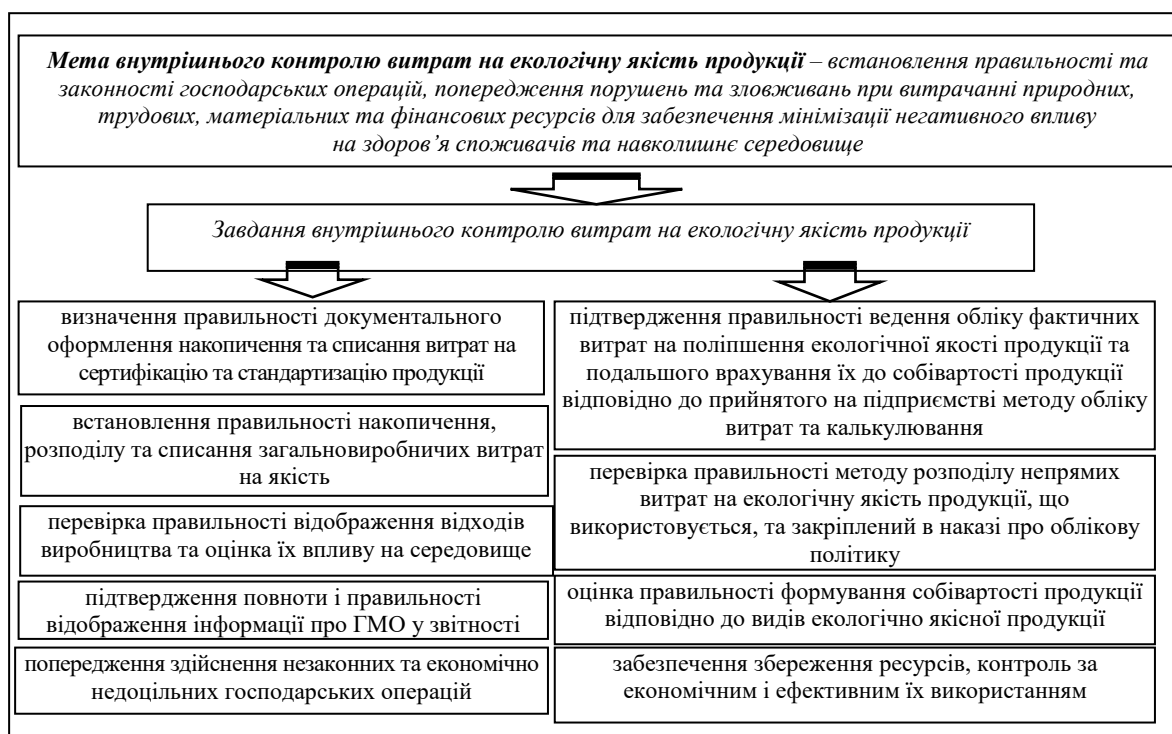 Мета внутрішнього контролю витрат на екологічну якість продукції – встановлення правильності та
законності господарських операцій, попередження порушень та зловживань при витрачанні природних,
трудових, матеріальних та фінансових ресурсів для забезпечення мінімізації негативного впливу
на здоров’я споживачів та навколишнє середовище
Завдання внутрішнього контролю витрат на екологічну якість продукції
визначення правильності документального
оформлення накопичення та списання витрат на
сертифікацію та стандартизацію продукції
встановлення правильності накопичення,
розподілу та списання загальновиробничих витрат
на якість
перевірка правильності відображення відходів
виробництва та оцінка їх впливу на середовище
підтвердження повноти і правильності
відображення інформації про ГМО у звітності
попередження здійснення незаконних та економічно
недоцільних господарських операцій
підтвердження правильності ведення обліку фактичних
витрат на поліпшення екологічної якості продукції та
подальшого врахування їх до собівартості продукції
відповідно до прийнятого на підприємстві методу обліку
витрат та калькулювання
перевірка правильності методу розподілу непрямих
витрат на екологічну якість продукції, що
використовується, та закріплений в наказі про облікову
політику
оцінка правильності формування собівартості продукції
відповідно до видів екологічно якісної продукції
забезпечення збереження ресурсів, контроль за
економічним і ефективним їх використанням